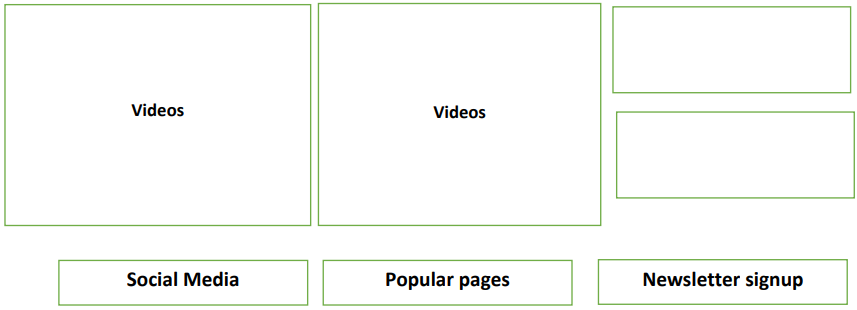 Videos
Videos
Social Media
Popular pages
Newsletter signup